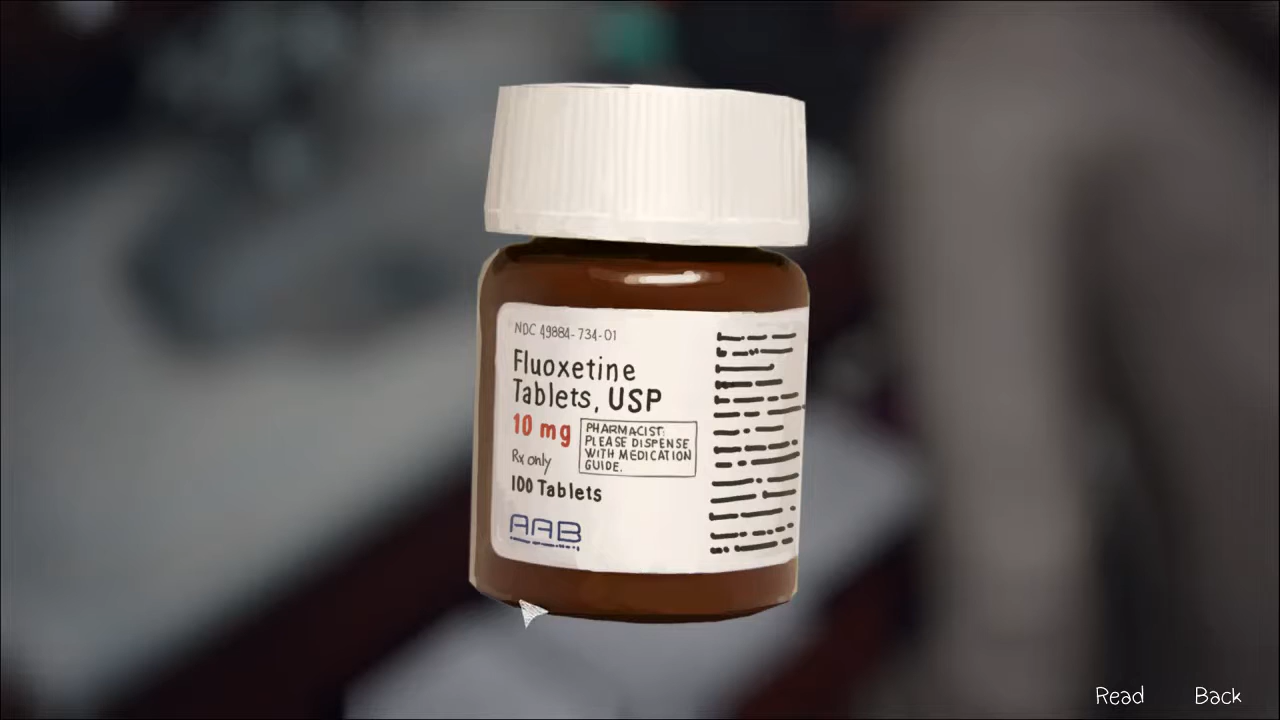 NDC 49884-734-01
Fluoxetine
Tablets, USP
10 mg
PHARMACIST:
PLEASE DISPENSE
WITH MEDICATION
GUIDE.
Rx only
100 Tablets
AAB
Read
Back